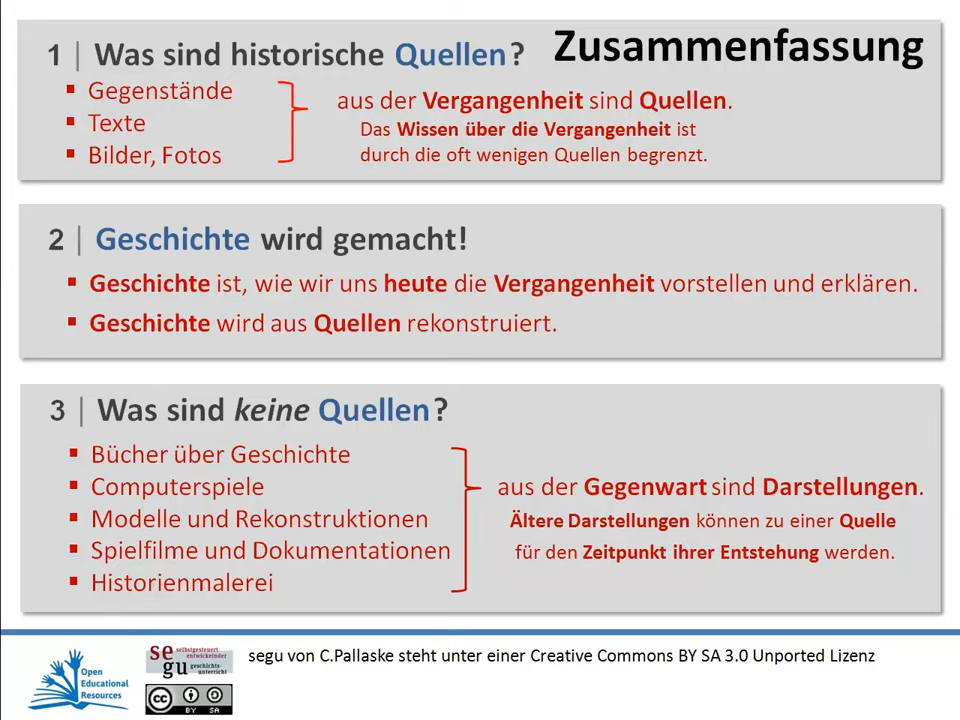 Zusammenfassung
1 | Was sind historische Quellen?
▪ Gegenstände
▪ Texte
▪ Bilder, Fotos
aus der Vergangenheit sind Quellen.
Das Wissen über die Vergangenheit ist
durch die oft wenigen Quellen begrenzt.
2 | Geschichte wird gemacht!
▪ Geschichte ist, wie wir uns heute die Vergangenheit vorstellen und erklären.
▪ Geschichte wird aus Quellen rekonstruiert.
3 | Was sind keine Quellen?
▪ Bücher über Geschichte
▪ Computerspiele
▪ Modelle und Rekonstruktionen
▪ Spielfilme und Dokumentationen
▪ Historienmalerei
aus der Gegenwart sind Darstellungen.
Ältere Darstellungen können zu einer Quelle
für den Zeitpunkt ihrer Entstehung werden.
Open
Educational
Resources
se
gu
selbstgesteuert
entwickelnder
geschichts-
unterricht
cc
BY SA
segu von C.Pallaske steht unter einer Creative Commons BY SA 3.0 Unported Lizenz